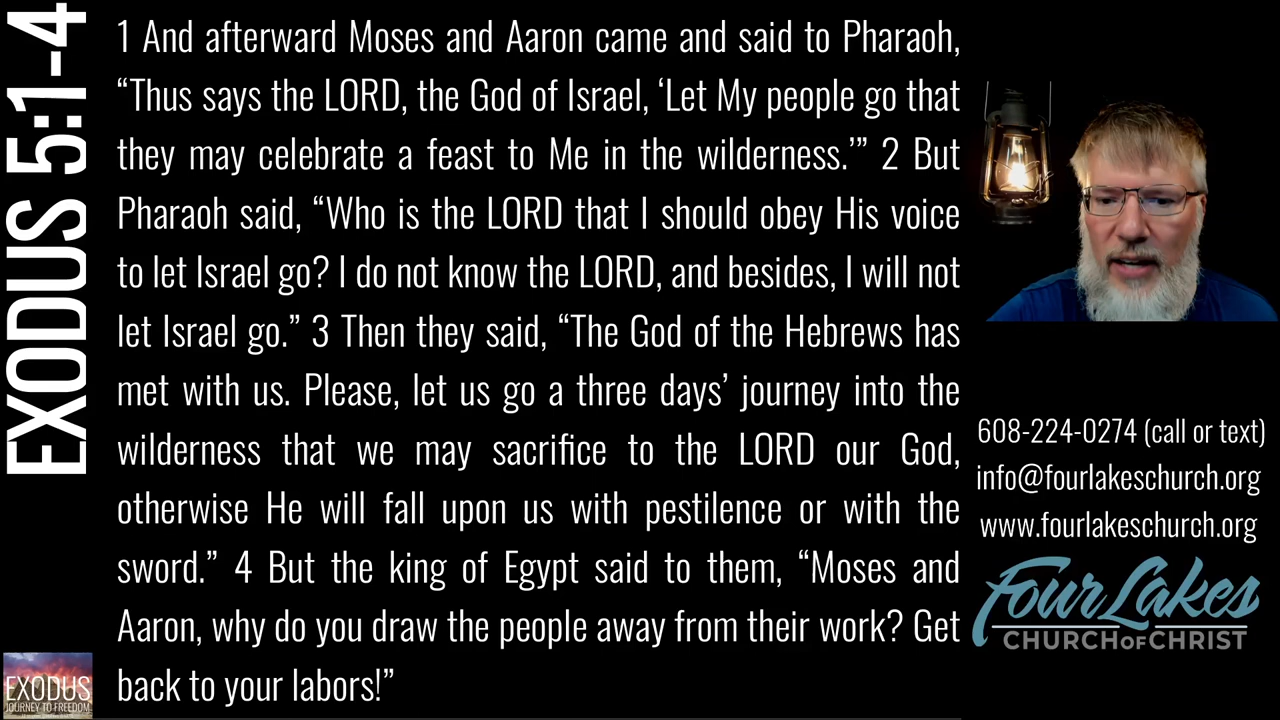 EXODUS 5:1-4
1 And afterward Moses and Aaron came and said to Pharaoh,
“Thus says the LORD, the God of Israel, ‘Let My people go that
they may celebrate a feast to Me in the wilderness.’” 2 But
Pharaoh said, “Who is the LORD that I should obey His voice
to let Israel go? I do not know the LORD, and besides, I will not
let Israel go.” 3 Then they said, “The God of the Hebrews has
met with us. Please, let us go a three days’ journey into the
wilderness that we may sacrifice to the LORD our God,
otherwise He will fall upon us with pestilence or with the
sword.” 4 But the king of Egypt said to them, “Moses and
Aaron, why do you draw the people away from their work? Get
back to your labors!”
608-224-0274 (call or text)
info@fourlakeschurch.org
www.fourlakeschurch.org
Four Lakes
CHURCH OF CHRIST
EXODUS
JOURNEY TO FREEDOM